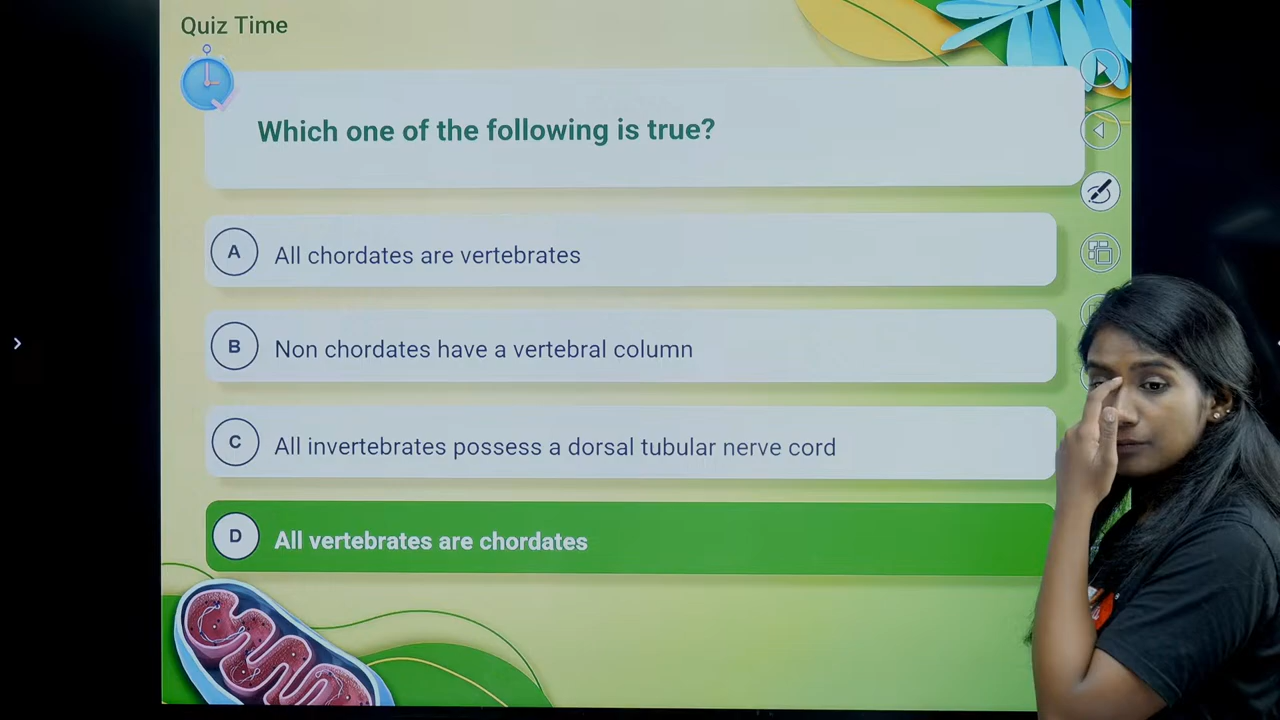 Quiz Time
Which one of the following is true?
A
All chordates are vertebrates
B
Non chordates have a vertebral column
C
All invertebrates possess a dorsal tubular nerve cord
D
All vertebrates are chordates